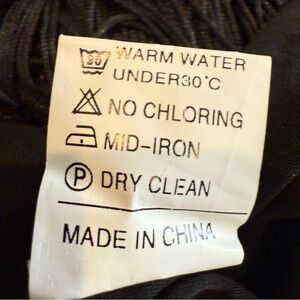 30 WARM WATER
UNDER30°C
NO CHLORING
MID-IRON
P DRY CLEAN
MADE IN CHINA